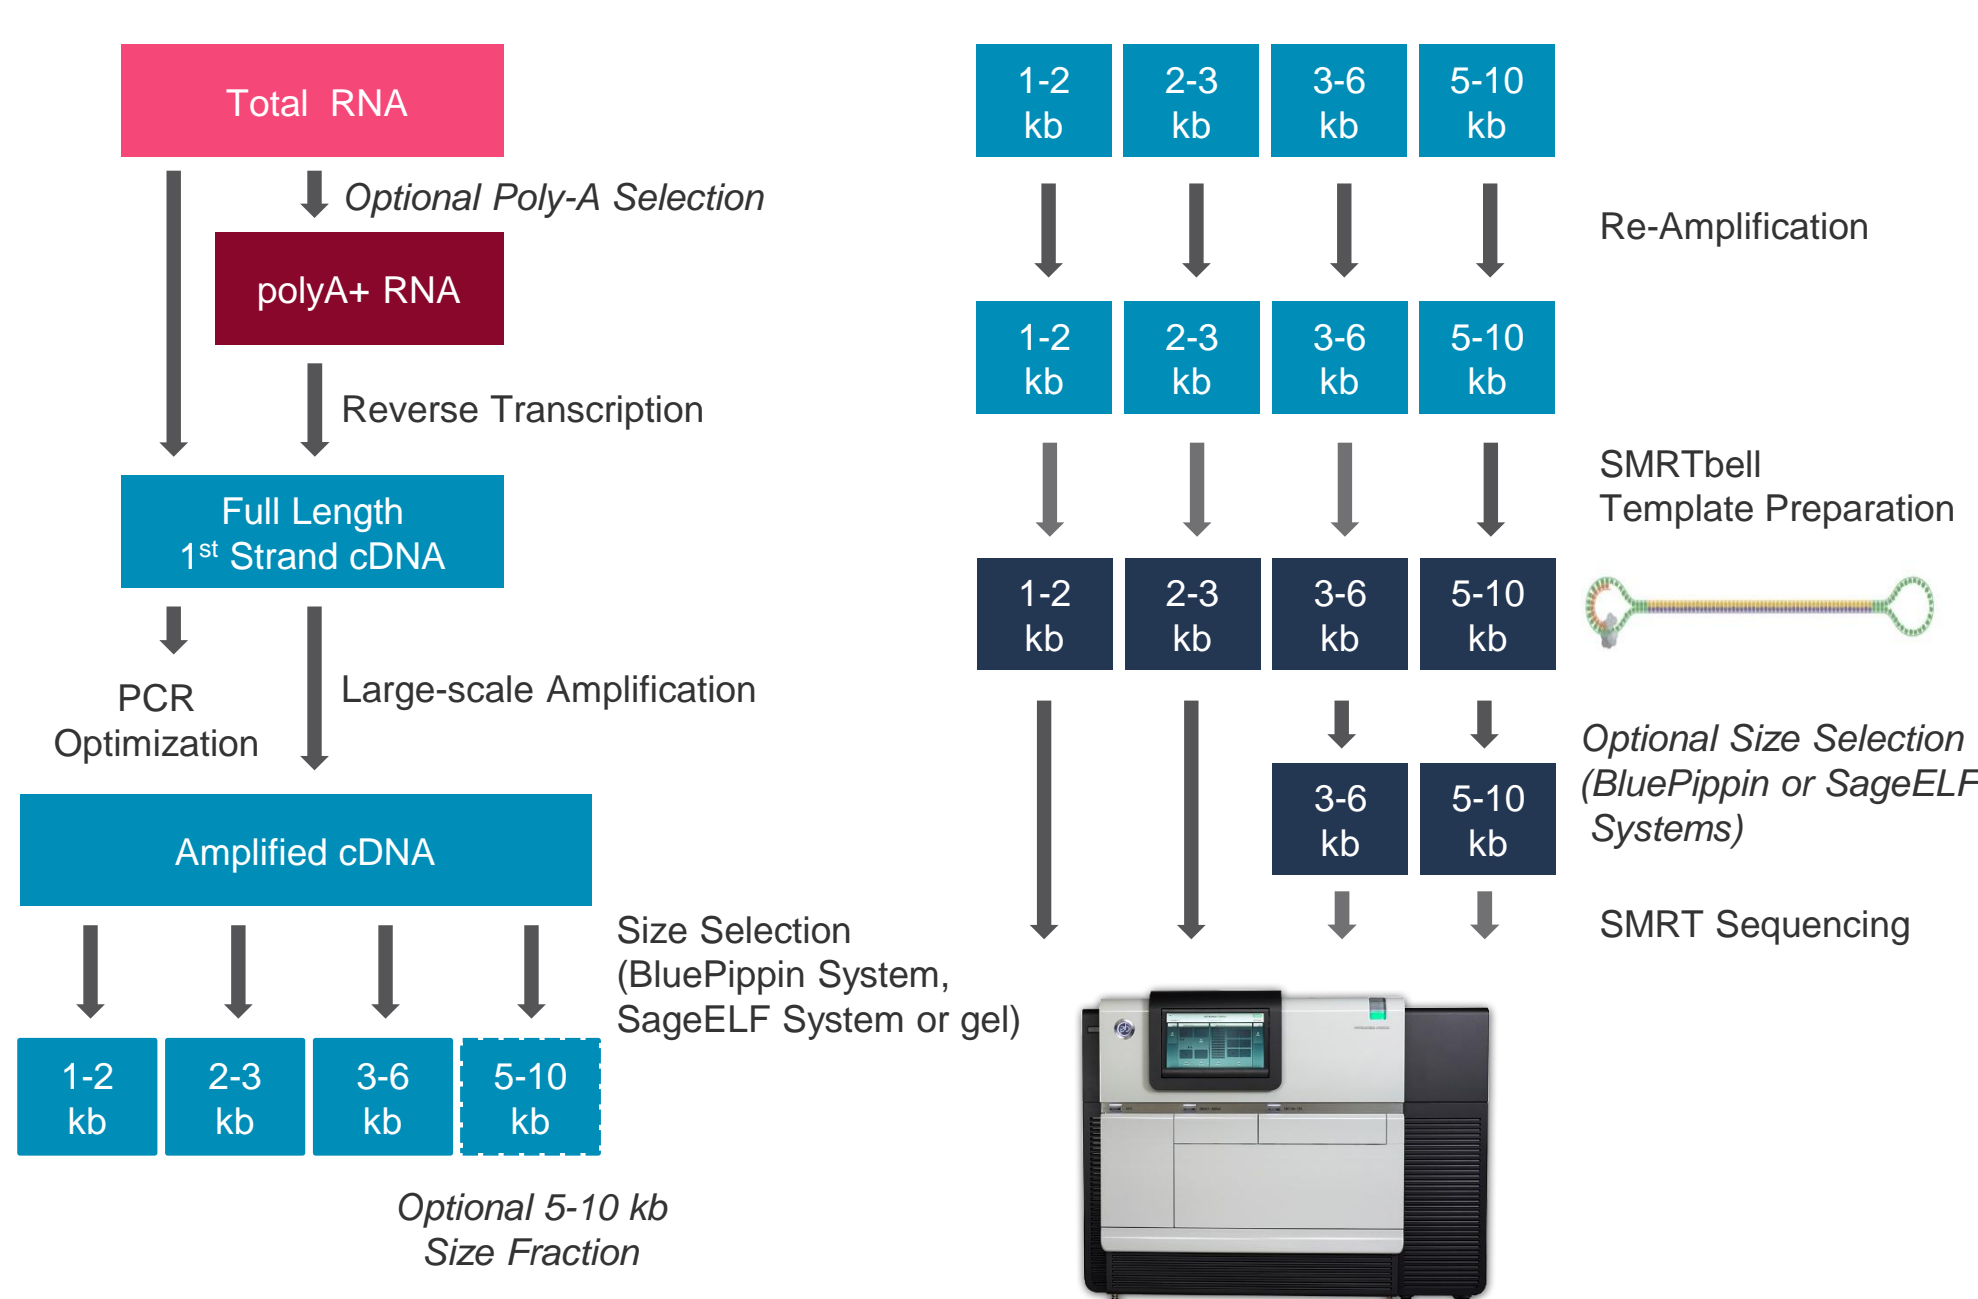 Total RNA
Optional Poly-A Selection
polyA+ RNA
Reverse Transcription
Full Length
1st Strand cDNA
PCR
Optimization
Large-scale Amplification
Amplified cDNA
Size Selection
(BluePippin System,
SageELF System or gel)
1-2
kb
2-3
kb
3-6
kb
5-10
kb
Optional 5-10 kb
Size Fraction
1-2
kb
2-3
kb
3-6
kb
5-10
kb
Re-Amplification
1-2
kb
2-3
kb
3-6
kb
5-10
kb
SMRTbell
Template Preparation
1-2
kb
2-3
kb
3-6
kb
5-10
kb
Optional Size Selection
(BluePippin or SageELF
Systems)
3-6
kb
5-10
kb
SMRT Sequencing